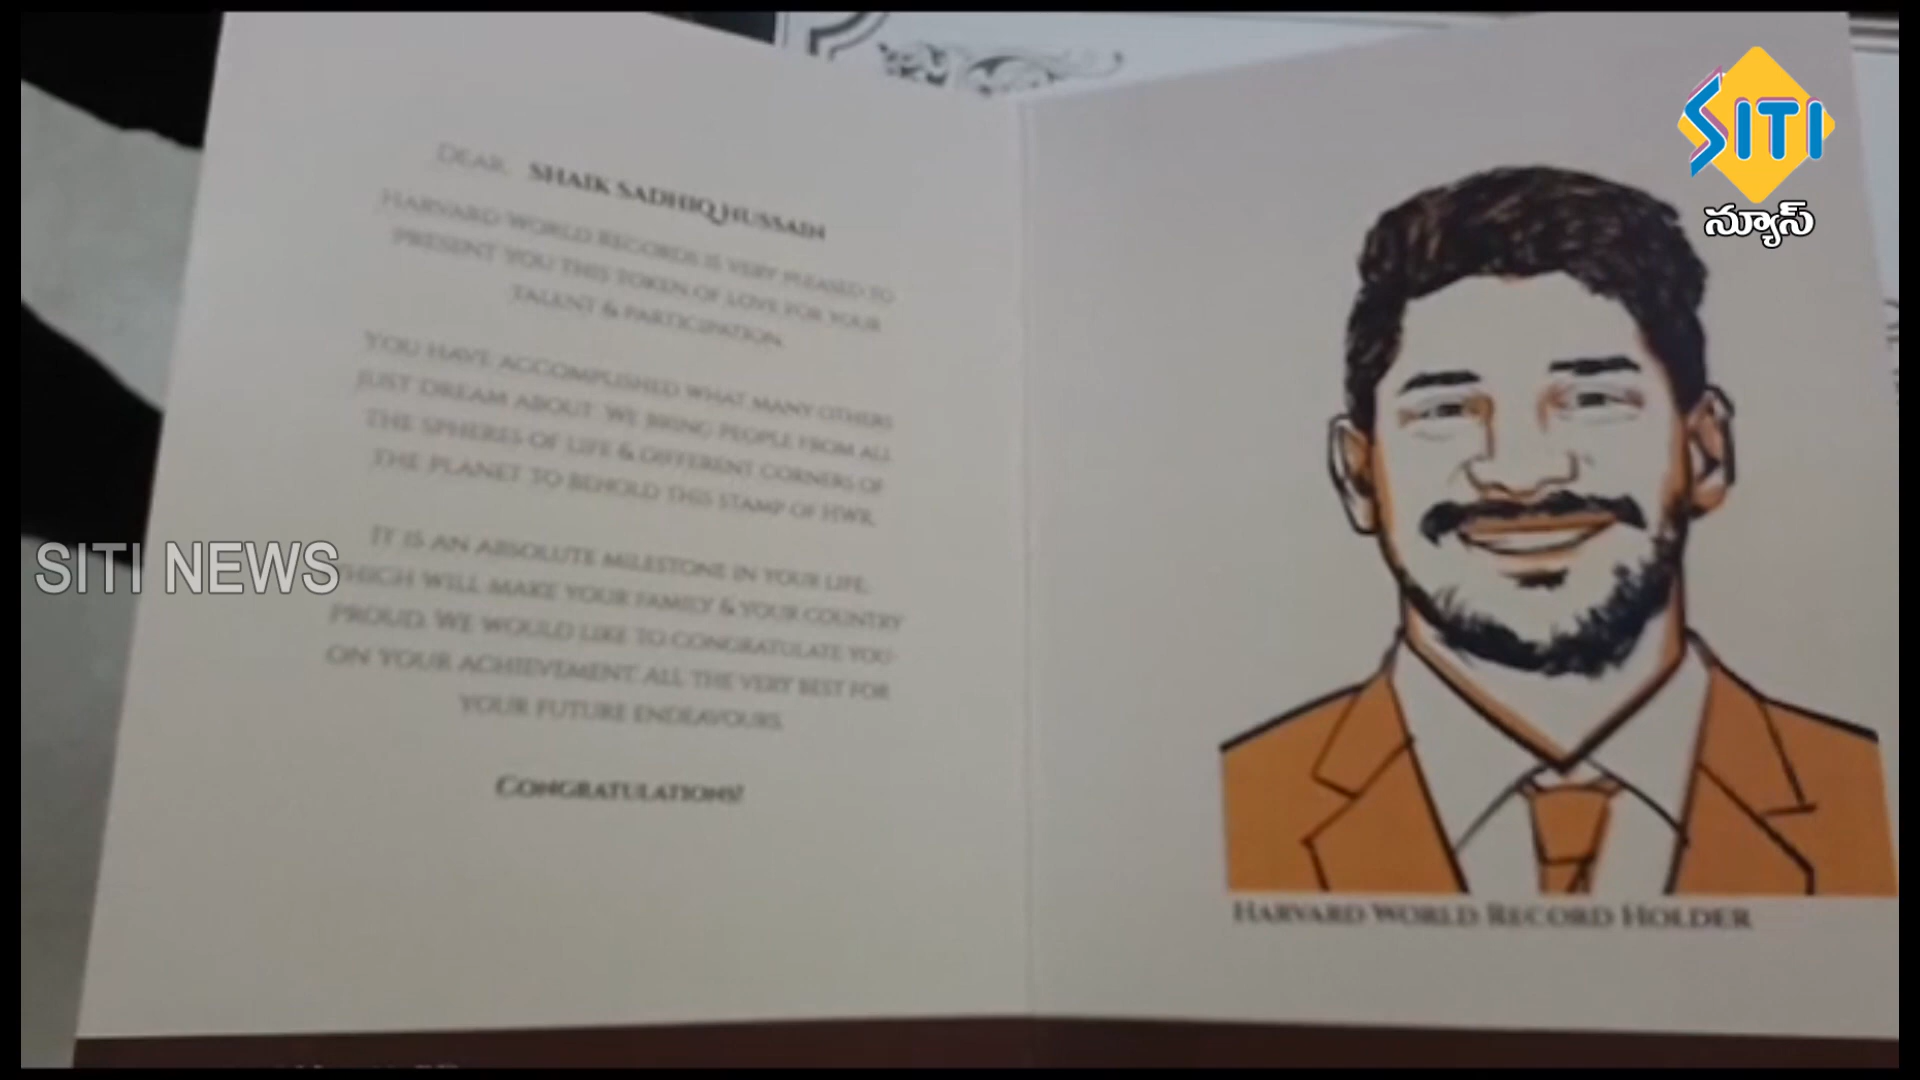 DEAR, SHAIK SADHIQ HUSSAIN
HARVARD WORLD RECORDS IS VERY PLEASED TO
PRESENT YOU THIS TOKEN OF LOVE FOR YOUR
TALENT & PARTICIPATION.
YOU HAVE ACCOMPLISHED WHAT MANY OTHERS
JUST DREAM ABOUT. WE BRING PEOPLE FROM ALL
THE SPHERES OF LIFE & DIFFERENT CORNERS OF
THE PLANET TO BEHOLD THIS STAMP OF HWR.
IT IS AN ABSOLUTE MILESTONE IN YOUR LIFE,
WHICH WILL MAKE YOUR FAMILY & YOUR COUNTRY
PROUD. WE WOULD LIKE TO CONGRATULATE YOU
ON YOUR ACHIEVEMENT. ALL THE VERY BEST FOR
YOUR FUTURE ENDEAVOURS.
CONGRATULATIONS!
HARVARD WORLD RECORD HOLDER
SITI
న్యూస్
SITI NEWS